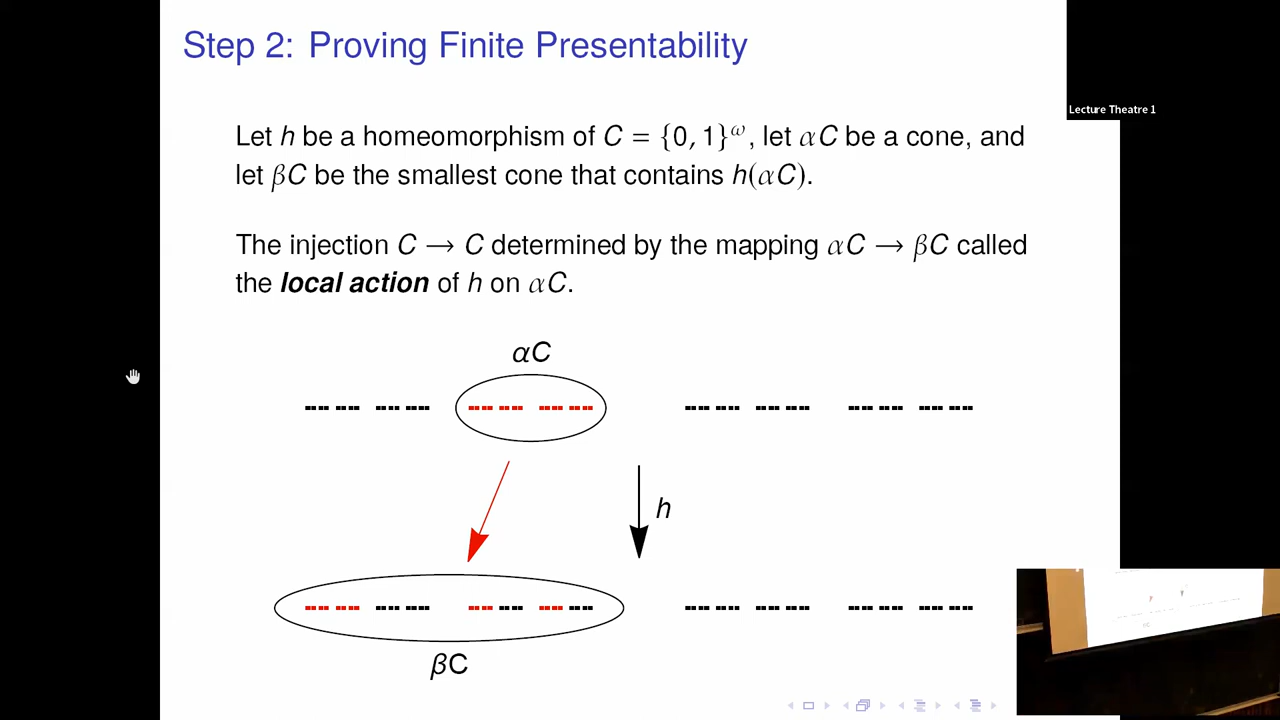 Step 2: Proving Finite Presentability
Lecture Theatre 1
Let h be a homeomorphism of C = {0, 1}^ω, let αC be a cone, and
let βC be the smallest cone that contains h(αC).
The injection C → C determined by the mapping αC → βC called
the local action of h on αC.
αC
h
βC